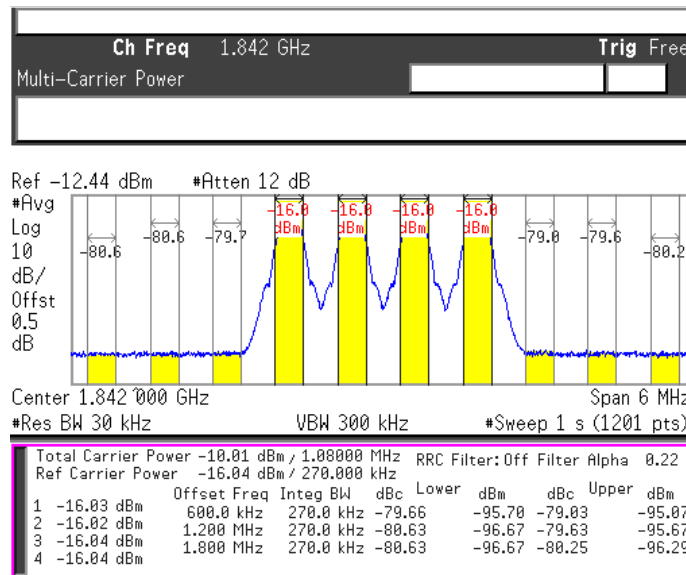 Ch Freq 1.842 GHz Trig Free
Multi-Carrier Power
Ref -12.44 dBm #Atten 12 dB
#Avg
Log
10
dB/
Offst
0.5
dB
-16.0 dBm
-16.0 dBm
-16.0 dBm
-16.0 dBm
-80.6
-80.6
-79.7
-79.0
-79.6
-80.2
Center 1.842 000 GHz Span 6 MHz
#Res BW 30 kHz VBW 300 kHz #Sweep 1 s (1201 pts)
Total Carrier Power -10.01 dBm/1.08000 MHz RRC Filter:Off Filter Alpha 0.22
Ref Carrier Power -16.04 dBm/270.000 kHz
Offset Freq Integ BW dBc Lower dBm dBc Upper dBm
1 -16.03 dBm 600.0 kHz 270.0 kHz -79.66 -95.70 -79.03 -95.07
2 -16.02 dBm 1.200 MHz 270.0 kHz -80.63 -96.67 -79.63 -95.67
3 -16.04 dBm 1.800 MHz 270.0 kHz -80.63 -96.67 -80.25 -96.29
4 -16.04 dBm